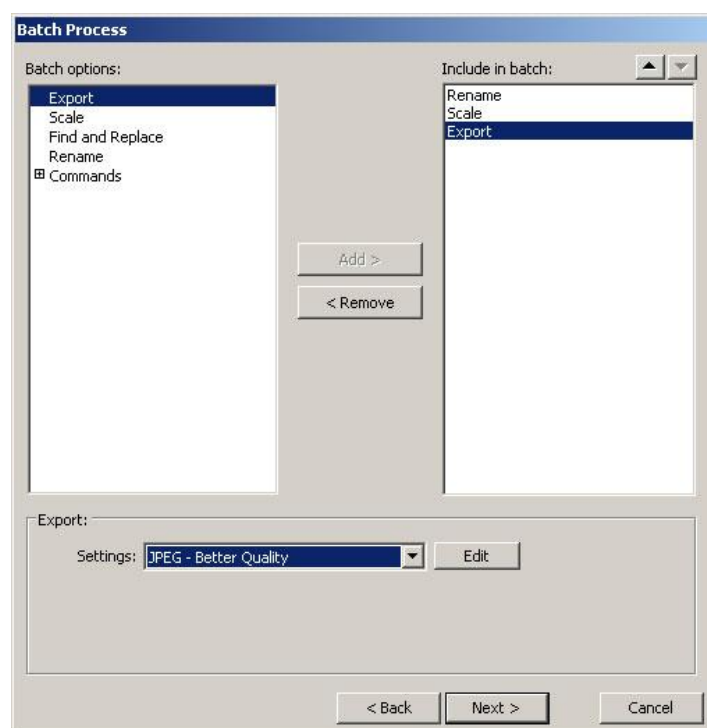 Batch Process
Batch options:
Include in batch:
Export
Scale
Find and Replace
Rename
Commands
Rename
Scale
Export
Add >
< Remove
Export:
Settings: JPEG - Better Quality
Edit
< Back
Next >
Cancel